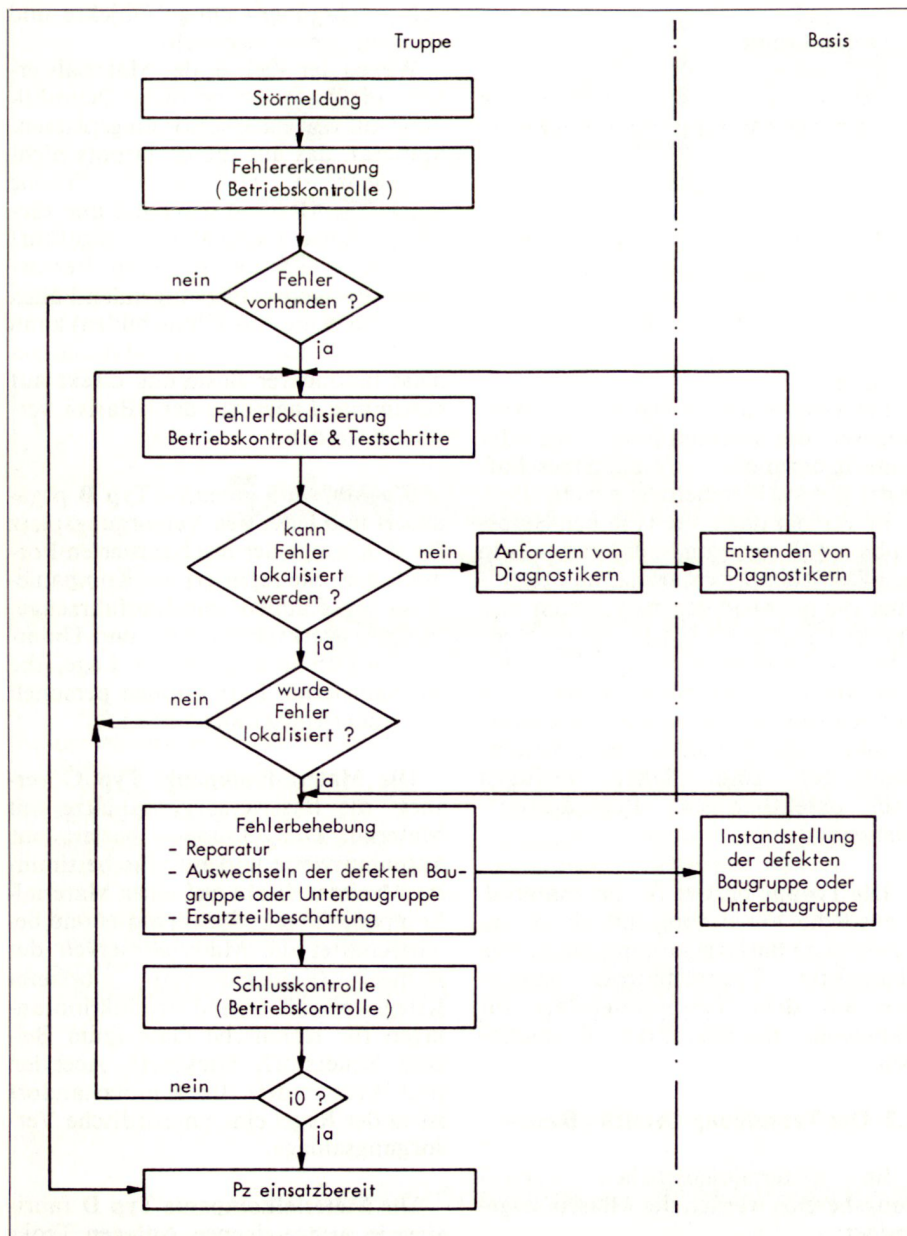 Truppe
Basis
Störmeldung
Fehlererkennung
( Betriebskontrolle )
nein
Fehler
vorhanden ?
ja
Fehlerlokalisierung
Betriebskontrolle & Testschritte
kann
Fehler
lokalisiert
werden ?
nein
Anfordern von
Diagnostikern
Entsenden von
Diagnostikern
ja
nein
wurde
Fehler
lokalisiert ?
ja
Fehlerbehebung
- Reparatur
- Auswechseln der defekten Bau-
gruppe oder Unterbaugruppe
- Ersatzteilbeschaffung
Instandstellung
der defekten
Baugruppe oder
Unterbaugruppe
Schlusskontrolle
( Betriebskontrolle )
nein
i0 ?
ja
Pz einsatzbereit